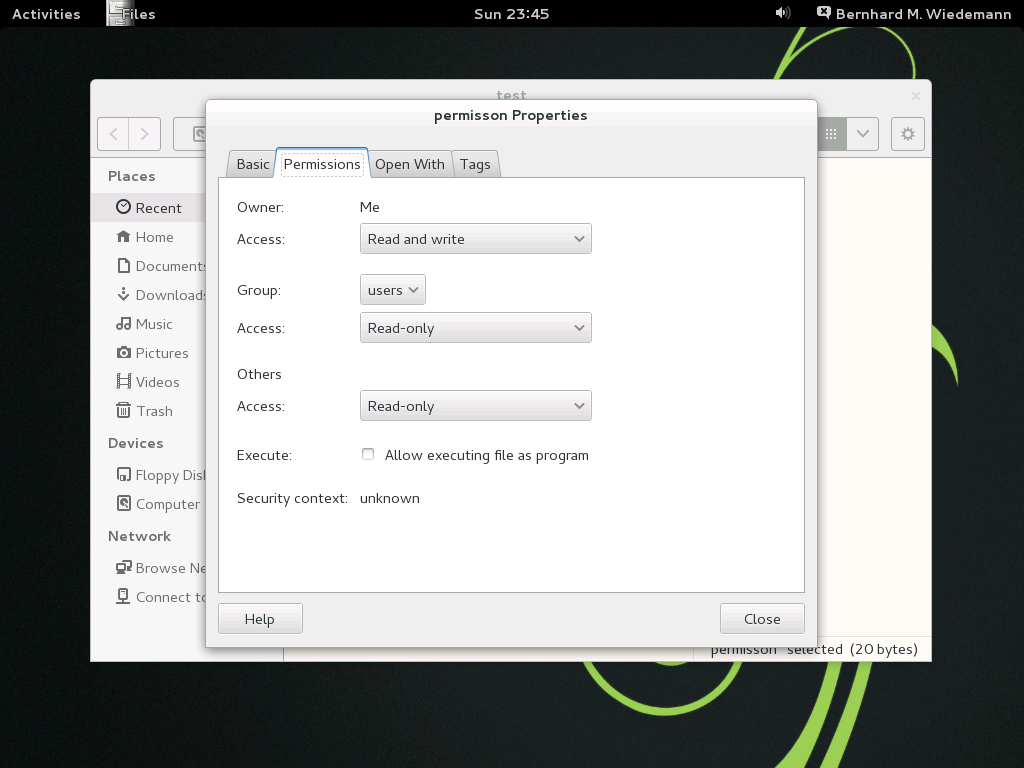 Activities Files Sun 23:45 Bernhard M. Wiedemann
test
permisson Properties
Basic Permissions Open With Tags
Places
Recent
Home
Documents
Downloads
Music
Pictures
Videos
Trash
Devices
Floppy Dis
Computer
Network
Browse Ne
Connect to
Owner: Me
Access: Read and write
Group: users
Access: Read-only
Others
Access: Read-only
Execute: Allow executing file as program
Security context: unknown
Help Close
"permisson" selected (20 bytes)